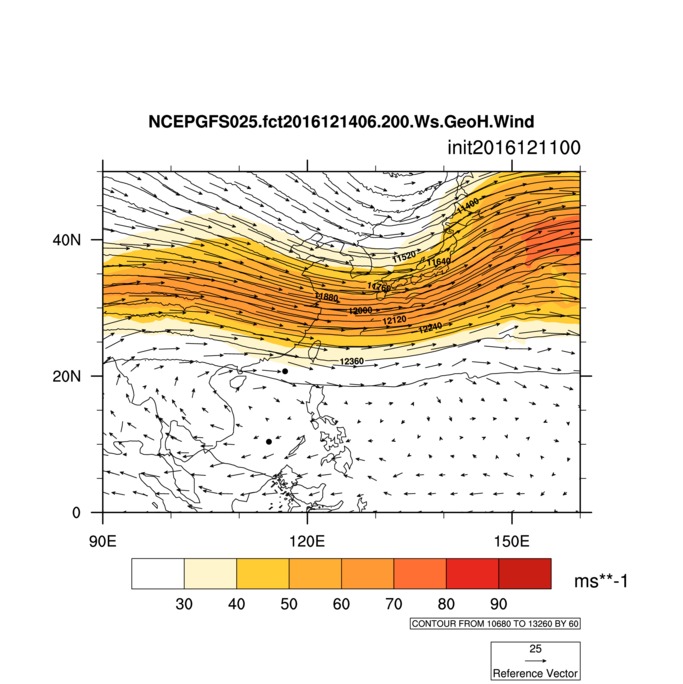 NCEPGFS025.fct2016121406.200.Ws.GeoH.Wind
init2016121100
11400
40N
11520
11640
11760
11880
12000
12120
12240
12360
20N
0
90E 120E 150E
ms**-1
30 40 50 60 70 80 90
CONTOUR FROM 10680 TO 13260 BY 60
25
Reference Vector